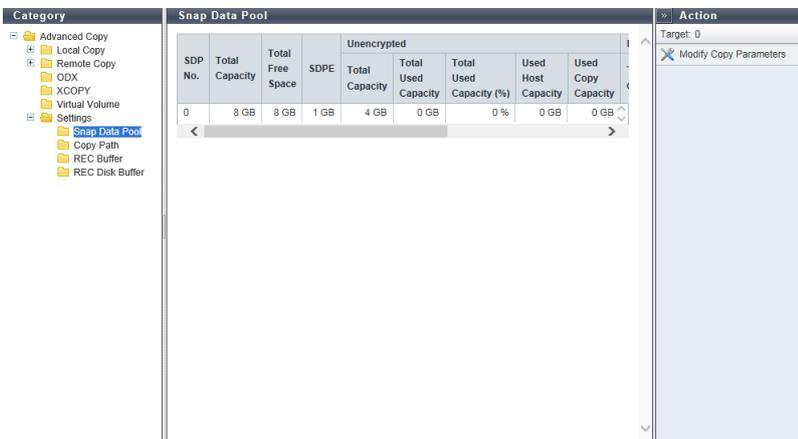 Category
Advanced Copy
Local Copy
Remote Copy
ODX
XCOPY
Virtual Volume
Settings
Snap Data Pool
Copy Path
REC Buffer
REC Disk Buffer
Snap Data Pool
Unencrypted
SDP No. Total Capacity Total Free Space SDPE Total Capacity Total Used Capacity Total Used Capacity (%) Used Host Capacity Used Copy Capacity
0 8 GB 8 GB 1 GB 4 GB 0 GB 0 % 0 GB 0 GB
» Action
Target: 0
Modify Copy Parameters